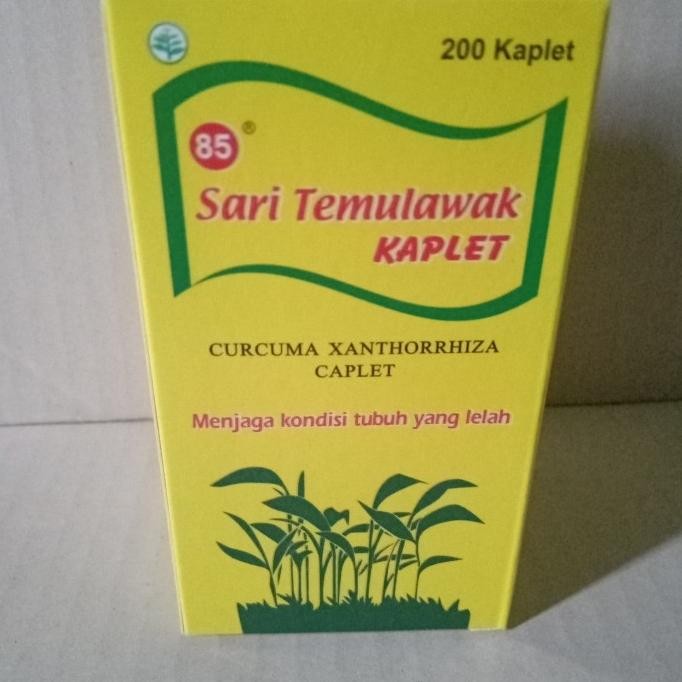 200 Kaplet
85 ®
Sari Temulawak
KAPLET
CURCUMA XANTHORRHIZA
CAPLET
Menjaga kondisi tubuh yang lelah